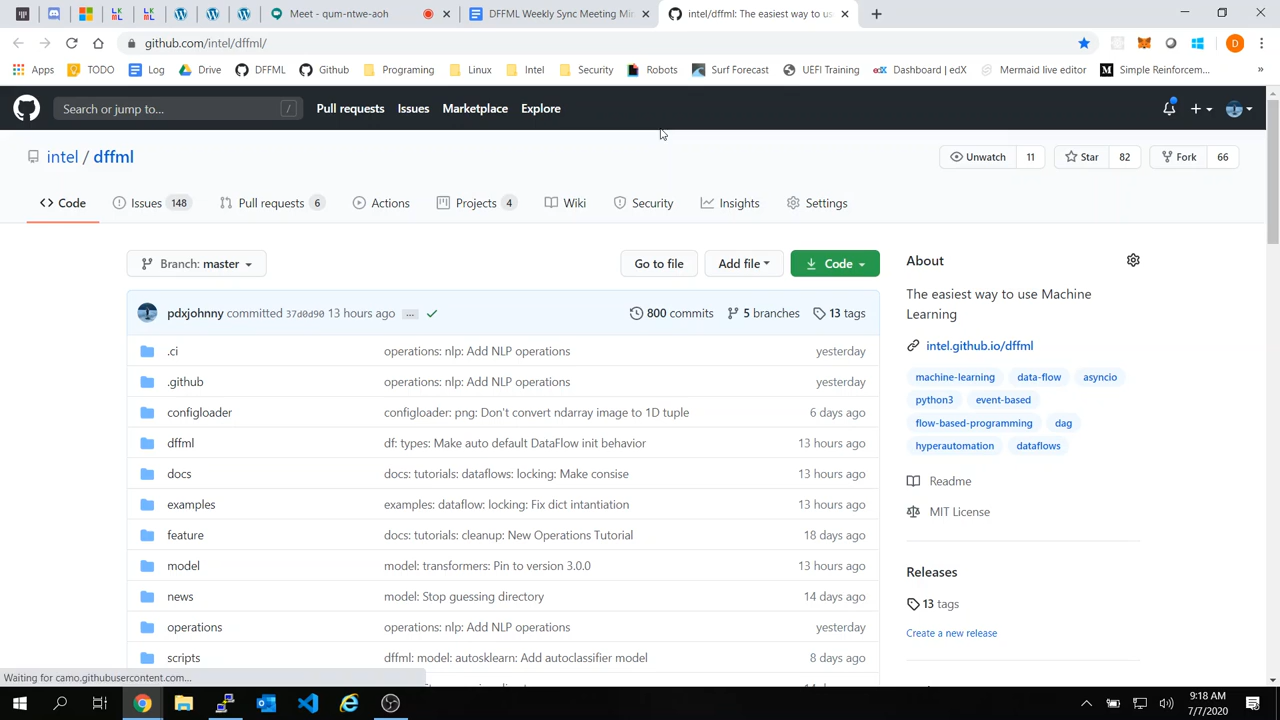 Meet - qum-ntwe-aoh
DFFML Weekly Sync Meeting Mi
intel/dffml: The easiest way to us
github.com/intel/dffml/
Apps
TODO
Log
Drive
DFFML
Github
Programing
Linux
Intel
Security
Robots
Surf Forecast
UEFI Training
edX
Dashboard | edX
Mermaid live editor
Simple Reinforcem...
»
Search or jump to...
/
Pull requests
Issues
Marketplace
Explore
intel / dffml
Unwatch 11
Star 82
Fork 66
<> Code
Issues 148
Pull requests 6
Actions
Projects 4
Wiki
Security
Insights
Settings
Branch: master
Go to file
Add file
Code
About
The easiest way to use Machine
Learning
intel.github.io/dffml
machine-learning data-flow asyncio
python3 event-based
flow-based-programming dag
hyperautomation dataflows
Readme
MIT License
Releases
13 tags
Create a new release
pdxjohnny committed 37d0d90 13 hours ago ... 800 commits 5 branches 13 tags
.ci operations: nlp: Add NLP operations yesterday
.github operations: nlp: Add NLP operations yesterday
configloader configloader: png: Don't convert ndarray image to 1D tuple 6 days ago
dffml df: types: Make auto default DataFlow init behavior 13 hours ago
docs docs: tutorials: dataflows: locking: Make consise 13 hours ago
examples examples: dataflow: locking: Fix dict intantiation 13 hours ago
feature docs: tutorials: cleanup: New Operations Tutorial 18 days ago
model model: transformers: Pin to version 3.0.0 13 hours ago
news model: Stop guessing directory 14 days ago
operations operations: nlp: Add NLP operations yesterday
scripts dffml: model: autosklearn: Add autoclassifier model 8 days ago
Waiting for camo.githubusercontent.com...
9:18 AM
7/7/2020